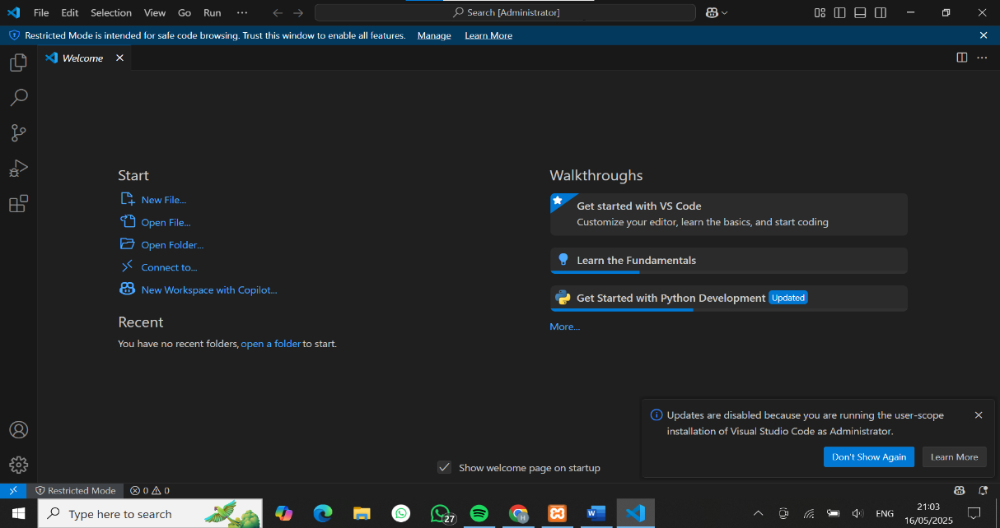 File Edit Selection View Go Run ···
Search [Administrator]
Restricted Mode is intended for safe code browsing. Trust this window to enable all features. Manage Learn More
Welcome
Start
New File...
Open File...
Open Folder...
Connect to...
New Workspace with Copilot...
Recent
You have no recent folders, open a folder to start.
Walkthroughs
Get started with VS Code
Customize your editor, learn the basics, and start coding
Learn the Fundamentals
Get Started with Python Development Updated
More...
Updates are disabled because you are running the user-scope
installation of Visual Studio Code as Administrator.
Don't Show Again Learn More
Show welcome page on startup
Restricted Mode 0 0
Type here to search
27
H
W
ENG
21:03
16/05/2025